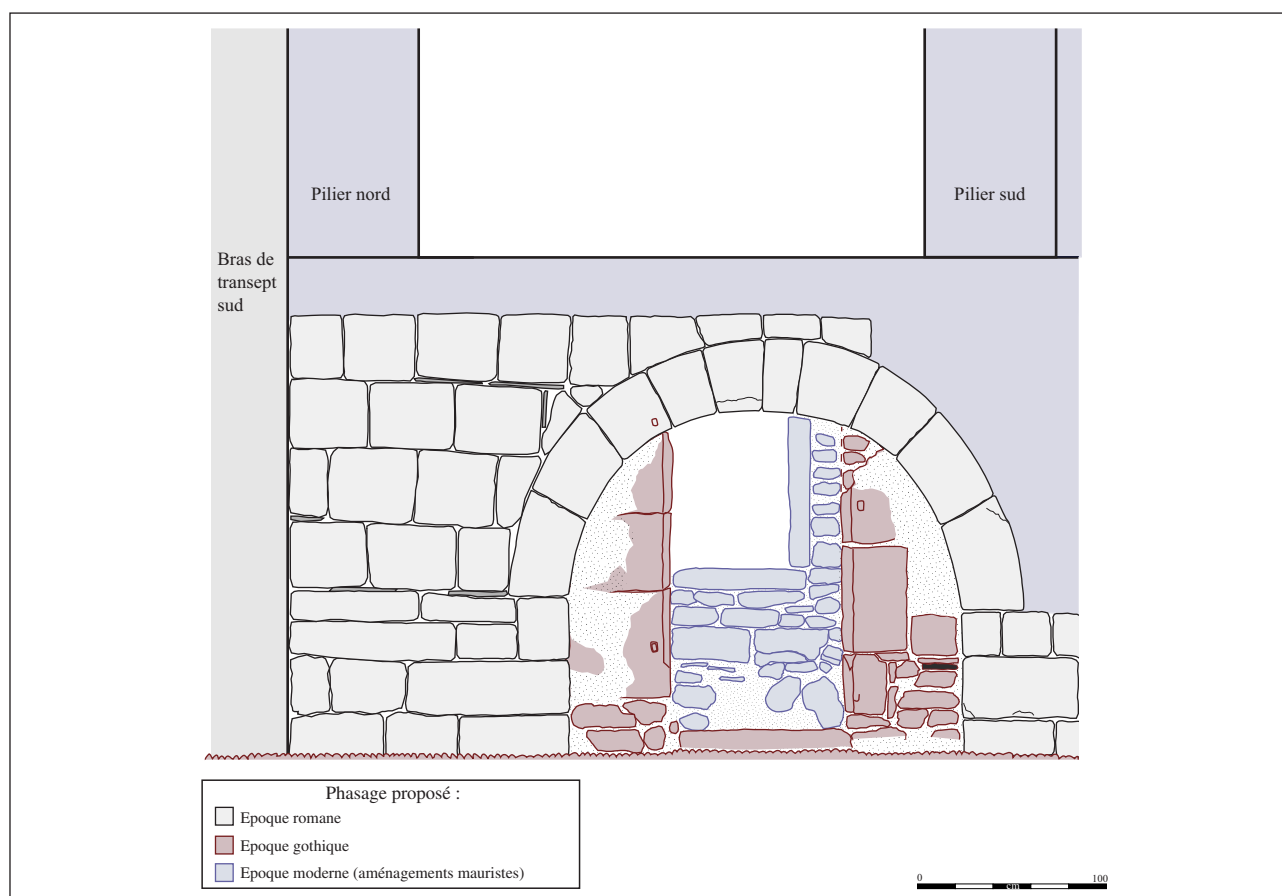 Pilier nord
Pilier sud
Bras de
transept
sud
Phasage proposé :
Epoque romane
Epoque gothique
Epoque moderne (aménagements mauristes)
0
100
cm